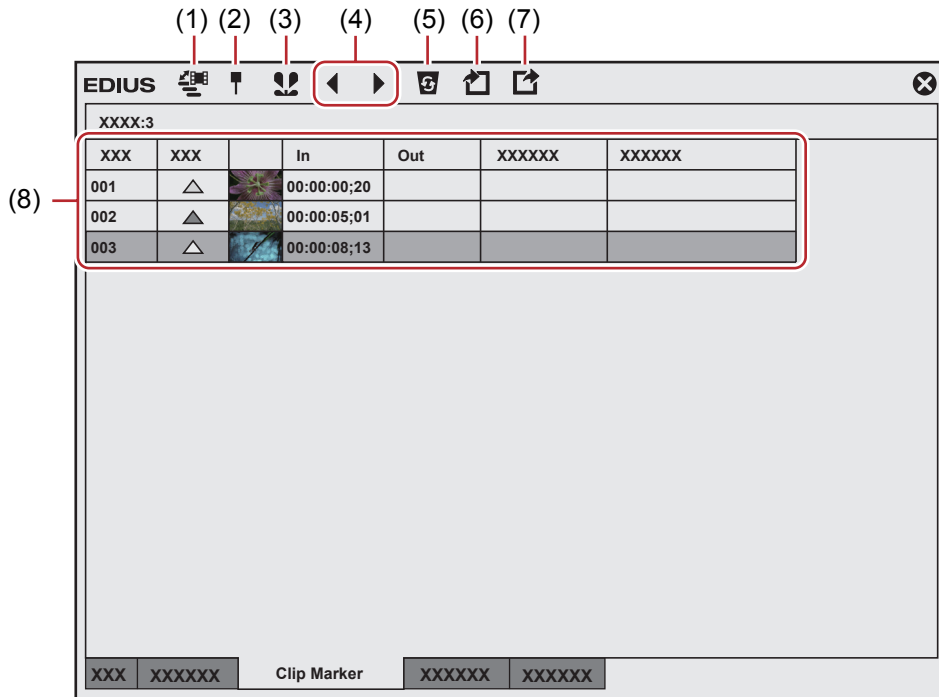 (1) (2) (3) (4) (5) (6) (7)
EDIUS
XXXX:3
XXX XXX In Out XXXXXX XXXXXX
001 00:00:00;20
(8)
002 00:00:05;01
003 00:00:08;13
XXX XXXXXX Clip Marker XXXXXX XXXXXX